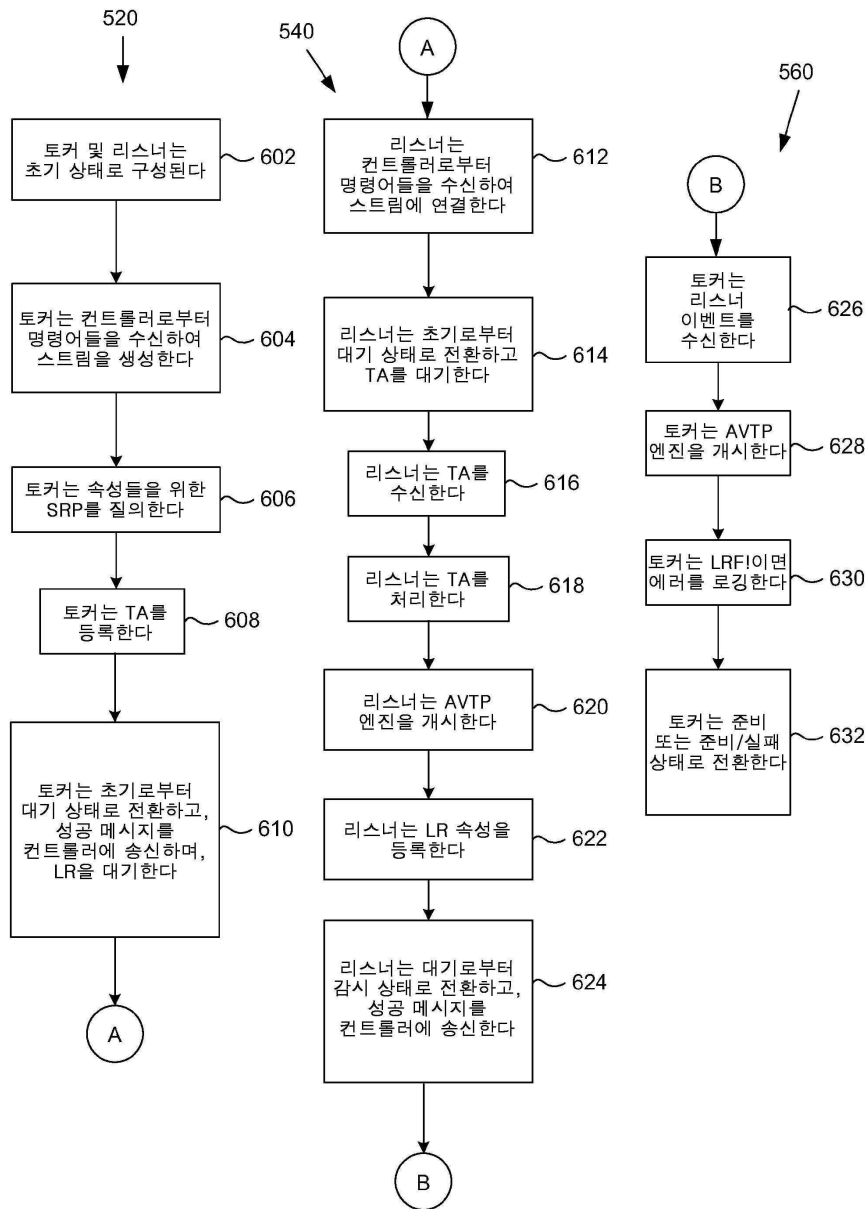 520
토커 및 리스너는
초기 상태로 구성된다
602
토커는 컨트롤러로부터
명령어들을 수신하여
스트림을 생성한다
604
토커는 속성들을 위한
SRP를 질의한다
606
토커는 TA를
등록한다
608
토커는 초기로부터
대기 상태로 전환하고,
성공 메시지를
컨트롤러에 송신하며,
LR을 대기한다
610
A
540
A
리스너는
컨트롤러로부터
명령어들을 수신하여
스트림에 연결한다
612
리스너는 초기로부터
대기 상태로 전환하고
TA를 대기한다
614
리스너는 TA를
수신한다
616
리스너는 TA를
처리한다
618
리스너는 AVTP
엔진을 개시한다
620
리스너는 LR 속성을
등록한다
622
리스너는 대기로부터
감시 상태로 전환하고,
성공 메시지를
컨트롤러에 송신한다
624
B
560
B
토커는
리스너
이벤트를
수신한다
626
토커는 AVTP
엔진을 개시한다
628
토커는 LRF!이면
에러를 로깅한다
630
토커는 준비
또는 준비/실패
상태로 전환한다
632